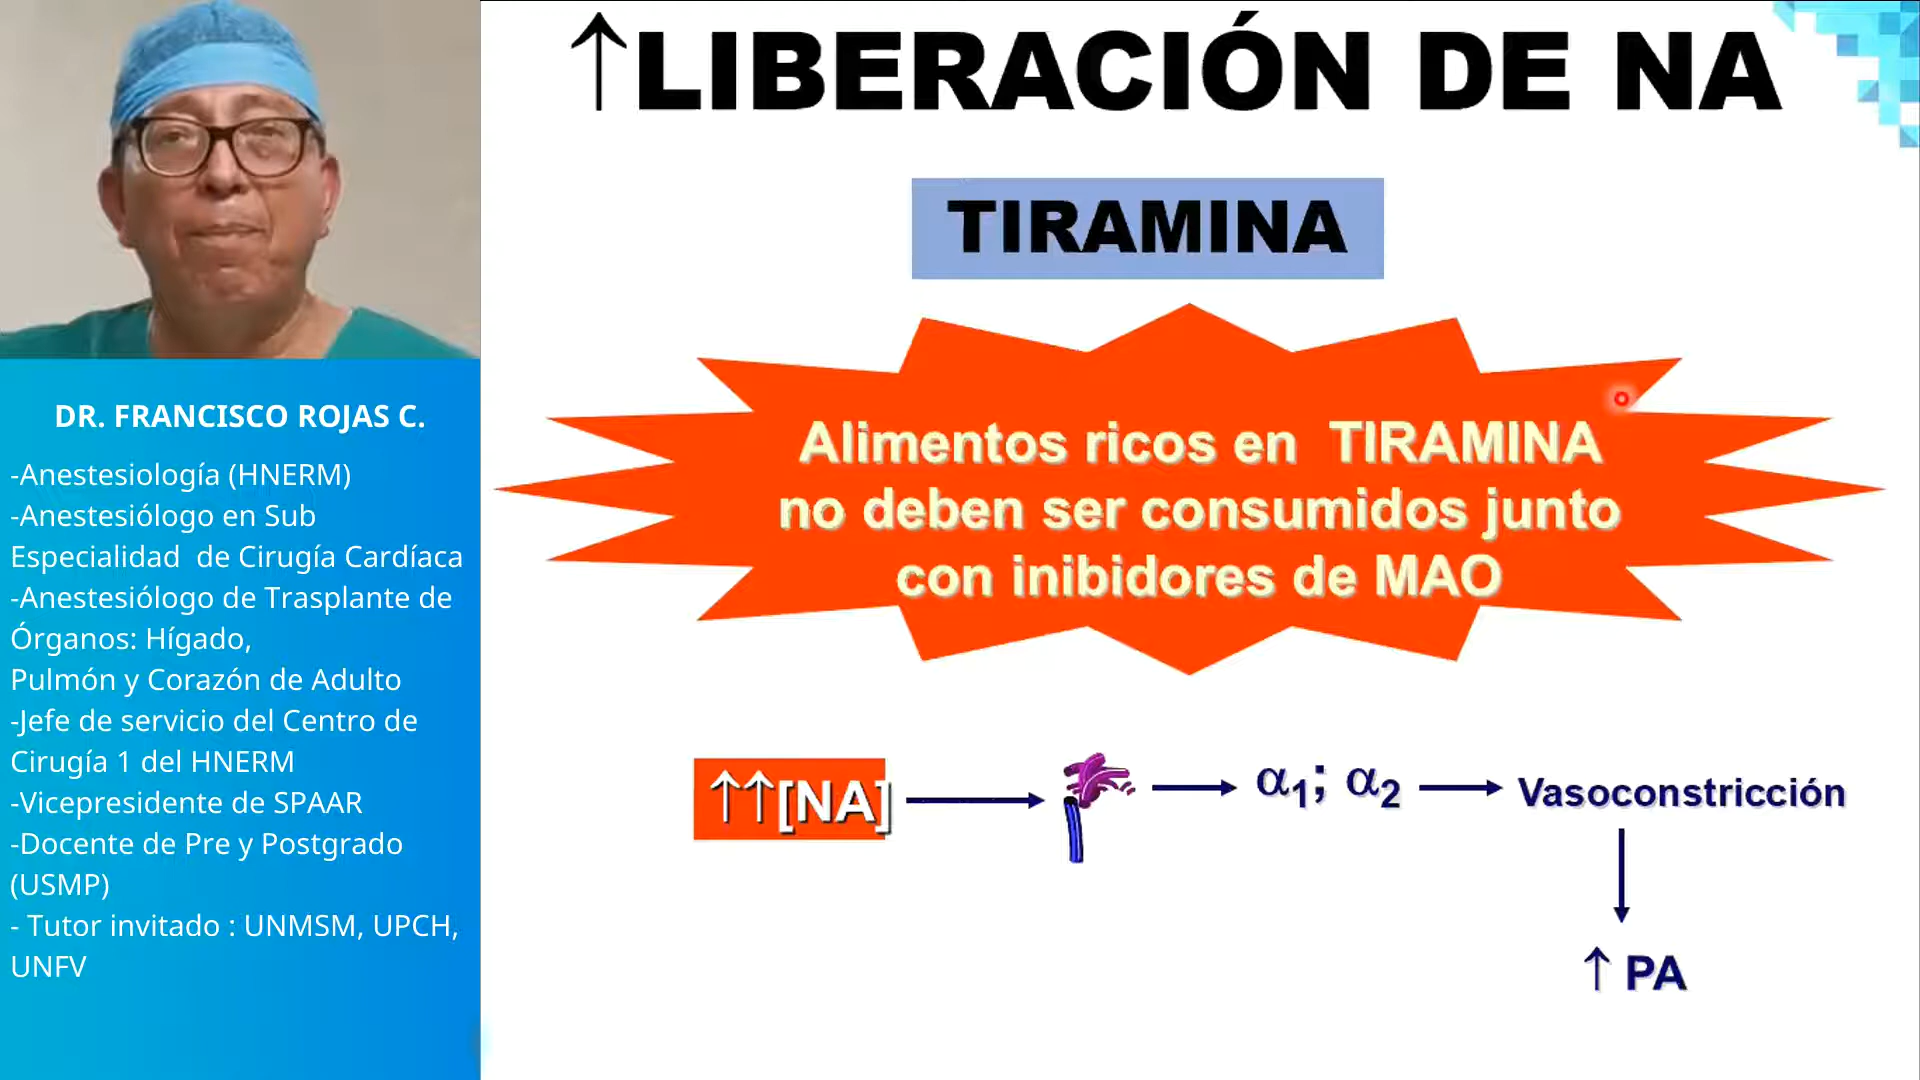 ↑LIBERACIÓN DE NA
TIRAMINA
Alimentos ricos en TIRAMINA
no deben ser consumidos junto
con inibidores de MAO
↑↑[NA]
α1; α2
Vasoconstricción
↑ PA
DR. FRANCISCO ROJAS C.
-Anestesiología (HNERM)
-Anestesiólogo en Sub
Especialidad de Cirugía Cardíaca
-Anestesiólogo de Trasplante de
Órganos: Hígado,
Pulmón y Corazón de Adulto
-Jefe de servicio del Centro de
Cirugía 1 del HNERM
-Vicepresidente de SPAAR
-Docente de Pre y Postgrado
(USMP)
- Tutor invitado : UNMSM, UPCH,
UNFV